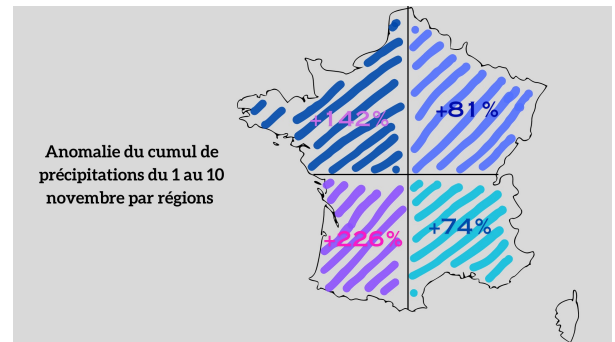 +142%
+81%
Anomalie du cumul de
précipitations du 1 au 10
novembre par régions
+226%
+74%